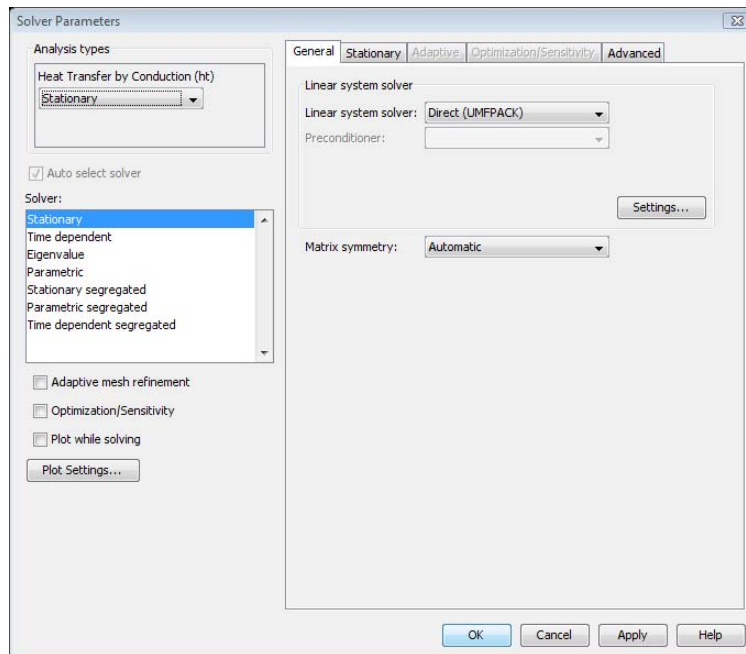 Solver Parameters
Analysis types
Heat Transfer by Conduction (ht)
Stationary
Auto select solver
Solver:
Stationary
Time dependent
Eigenvalue
Parametric
Stationary segregated
Parametric segregated
Time dependent segregated
Adaptive mesh refinement
Optimization/Sensitivity
Plot while solving
Plot Settings...
General Stationary Adaptive Optimization/Sensitivity Advanced
Linear system solver
Linear system solver: Direct (UMFPACK)
Preconditioner:
Settings...
Matrix symmetry: Automatic
OK Cancel Apply Help